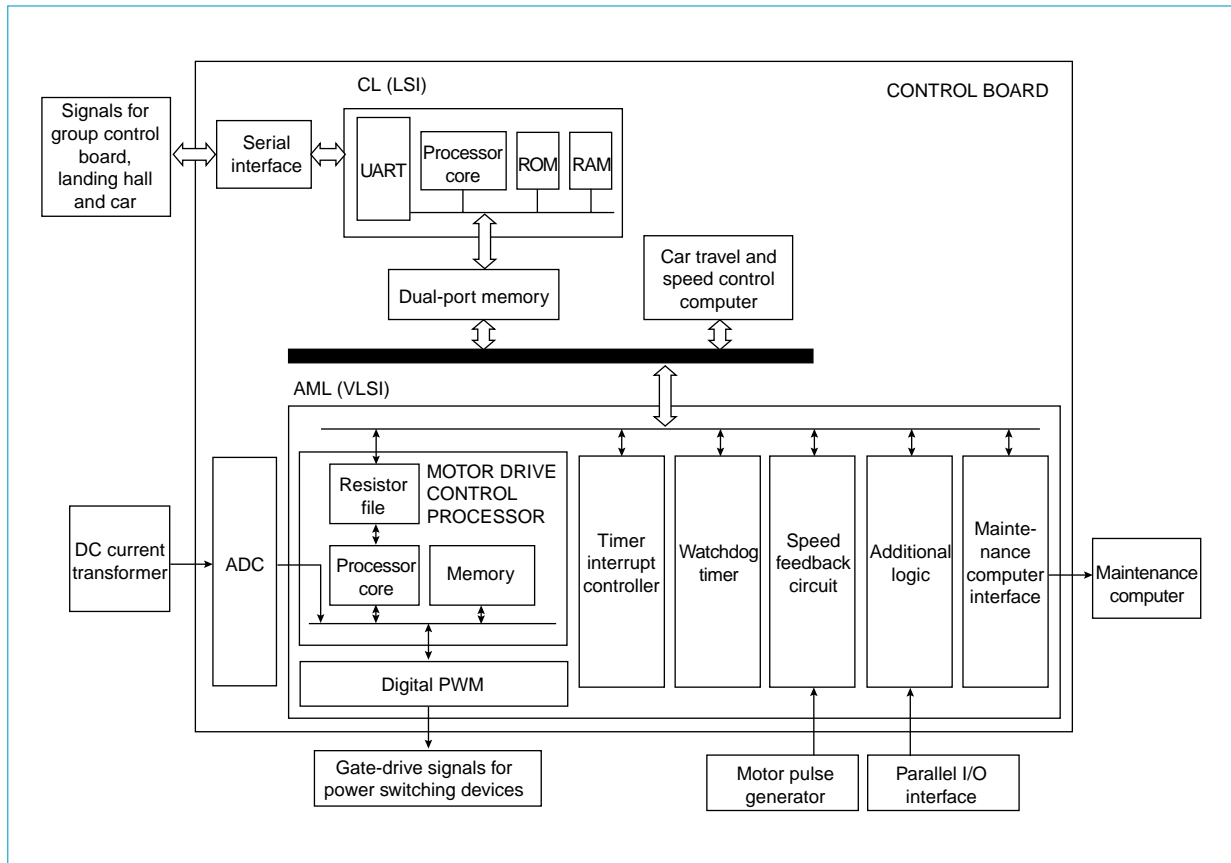 CONTROL BOARD
CL (LSI)
Signals for
group control
board,
landing hall
and car
Serial
interface
UART
Processor
core
ROM
RAM
Dual-port memory
Car travel and
speed control
computer
AML (VLSI)
MOTOR DRIVE
CONTROL
PROCESSOR
Resistor
file
Processor
core
Memory
DC current
transformer
ADC
Digital PWM
Timer
interrupt
controller
Watchdog
timer
Speed
feedback
circuit
Additional
logic
Mainte-
nance
computer
interface
Maintenance
computer
Gate-drive signals for
power switching devices
Motor pulse
generator
Parallel I/O
interface